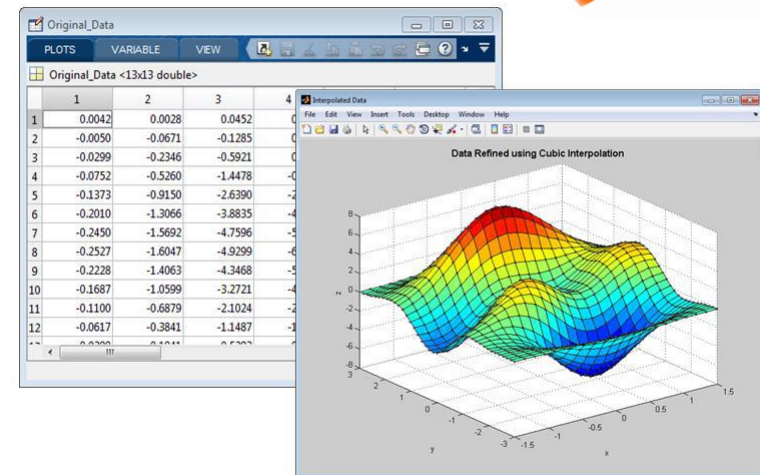 Original_Data
PLOTS VARIABLE VIEW
Original_Data <13x13 double>
1 2 3 4
1 0.0042 0.0028 0.0452
2 -0.0050 -0.0671 -0.1285
3 -0.0299 -0.2346 -0.5921
4 -0.0752 -0.5260 -1.4478
5 -0.1373 -0.9150 -2.6390
6 -0.2010 -1.3066 -3.8835
7 -0.2450 -1.5692 -4.7596
8 -0.2527 -1.6047 -4.9299
9 -0.2228 -1.4063 -4.3468
10 -0.1687 -1.0599 -3.2721
11 -0.1100 -0.6879 -2.1024
12 -0.0617 -0.3841 -1.1487
Interpolated Data
File Edit View Insert Tools Desktop Window Help
Data Refined using Cubic Interpolation
8
6
4
2
0
-2
-4
-6
-8
z
3 2 1 0 -1 -2 -3
y
-1.5 -1 -0.5 0 0.5 1 1.5
x